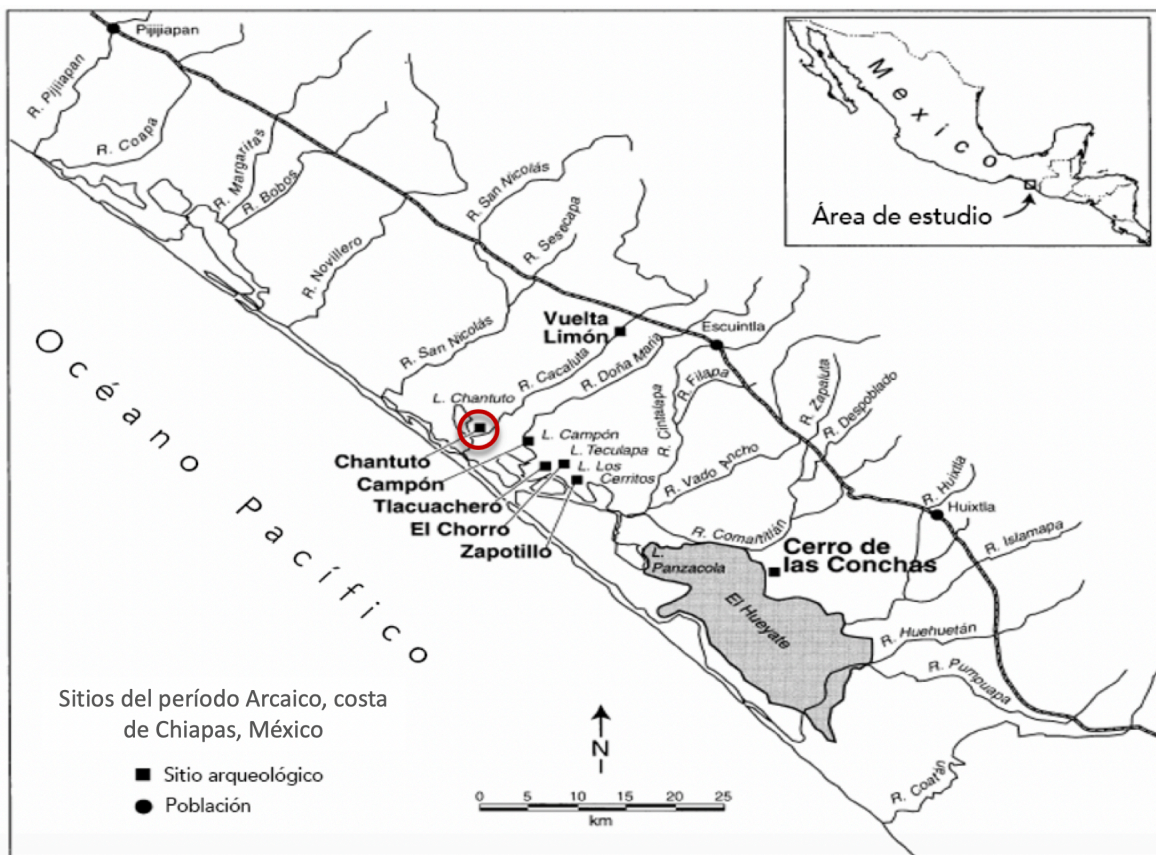 Pijijiapan
R. Pijijiapan
R. Coapa
R. Margaritas
R. Bobos
R. Novillero
R. San Nicolás
R. Sesecapa
R. San Nicolás
Mexico
Área de estudio
Vuelta
Limón
Escuintla
R. Cacaluta
R. Doña María
L. Chantuto
R. Cintalapa
R. Filapa
R. Zapaluta
R. Despoblado
L. Campón
L. Teculapa
L. Los
Cerritos
R. Vado Ancho
Chantuto
Campón
Tlacuachero
El Chorro
Zapotillo
R. Huixtla
Huixtla
R. Islamapa
R. Comaltitlán
Cerro de
las Conchas
L.
Panzacola
El Hueyate
R. Huehuetán
R. Pumpuapa
R. Coatán
Océano Pacífico
Sitios del período Arcaico, costa
de Chiapas, México
Sitio arqueológico
Población
N
0 5 10 15 20 25
km